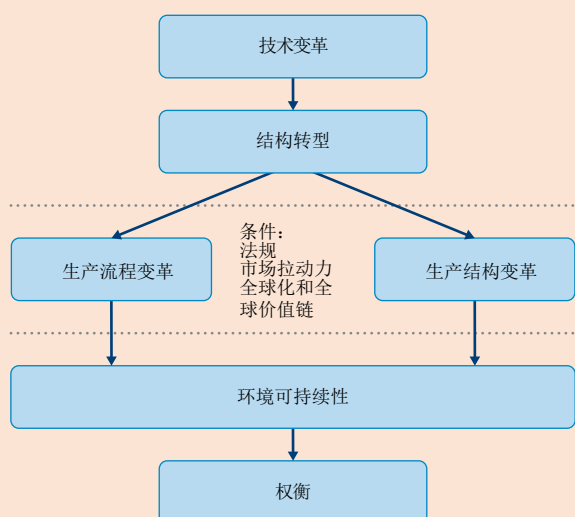 技术变革
结构转型
条件：
法规
市场拉动力
全球化和全
球价值链
生产流程变革
生产结构变革
环境可持续性
权衡